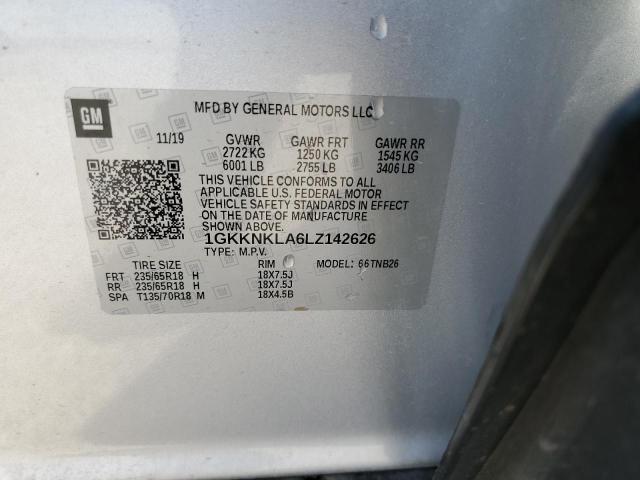 GM
MFD BY GENERAL MOTORS LLC
11/19 GVWR GAWR FRT GAWR RR
2722 KG 1250 KG 1545 KG
6001 LB 2755 LB 3406 LB
THIS VEHICLE CONFORMS TO ALL
APPLICABLE U.S. FEDERAL MOTOR
VEHICLE SAFETY STANDARDS IN EFFECT
ON THE DATE OF MANUFACTURE
SHOWN ABOVE.
1GKKNKLA6LZ142626
TYPE: M.P.V.
TIRE SIZE RIM MODEL: 66TNB26
FRT 235/65R18 H 18X7.5J
RR 235/65R18 H 18X7.5J
SPA T135/70R18 M 18X4.5B